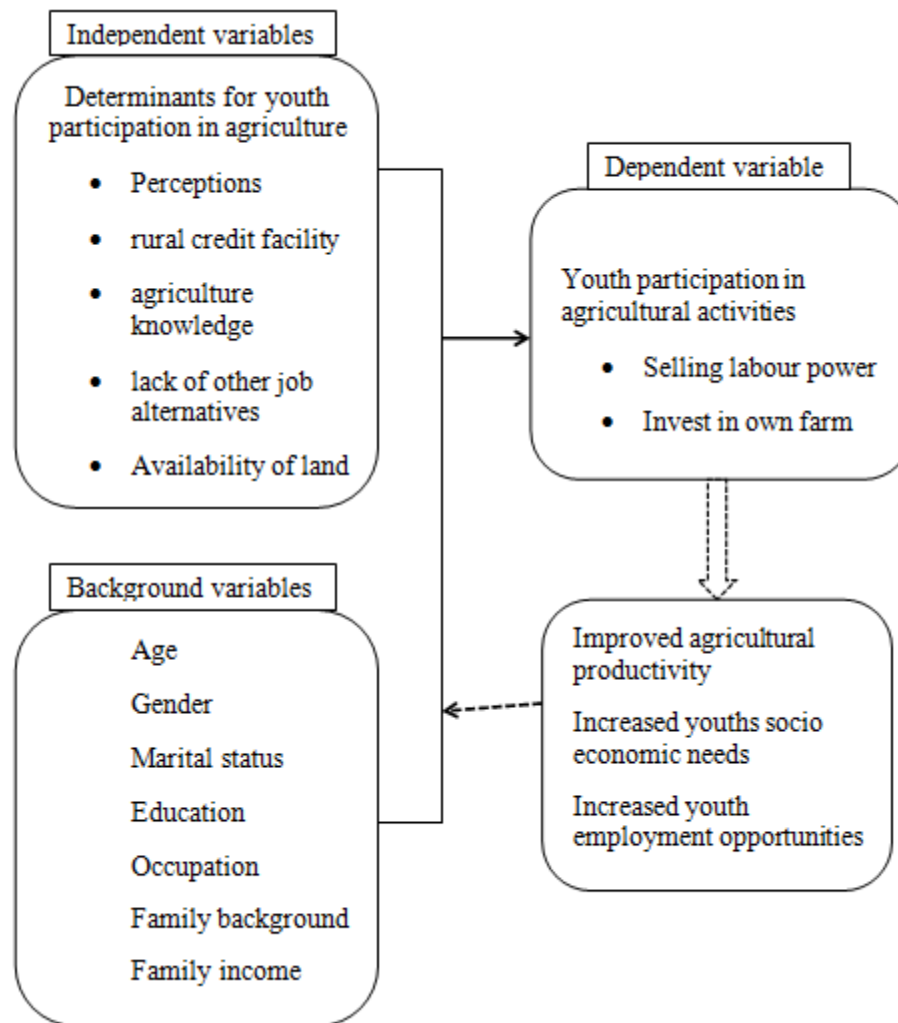 Independent variables
Determinants for youth
participation in agriculture
• Perceptions
• rural credit facility
• agriculture
knowledge
• lack of other job
alternatives
• Availability of land
Dependent variable
Youth participation in
agricultural activities
• Selling labour power
• Invest in own farm
Background variables
Age
Gender
Marital status
Education
Occupation
Family background
Family income
Improved agricultural
productivity
Increased youths socio
economic needs
Increased youth
employment opportunities